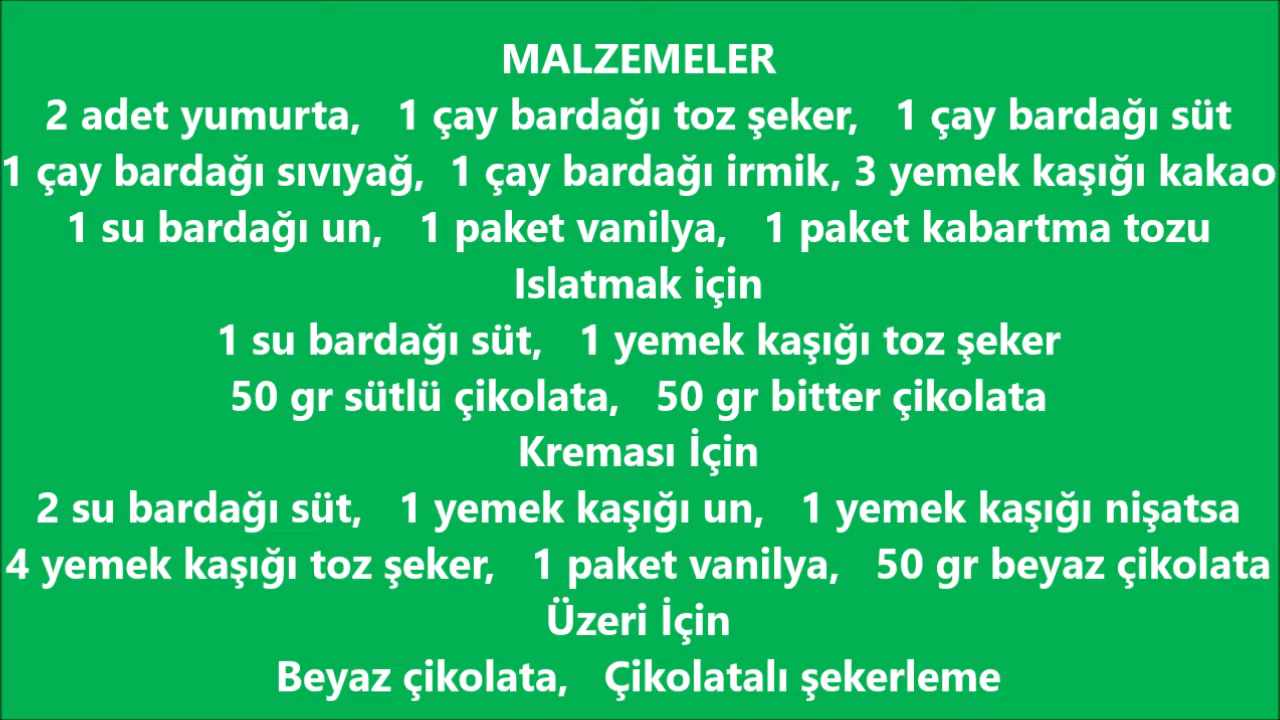 MALZEMELER
2 adet yumurta, 1 çay bardağı toz şeker, 1 çay bardağı süt
1 çay bardağı sıvıyağ, 1 çay bardağı irmik, 3 yemek kaşığı kakao
1 su bardağı un, 1 paket vanilya, 1 paket kabartma tozu
Islatmak için
1 su bardağı süt, 1 yemek kaşığı toz şeker
50 gr sütlü çikolata, 50 gr bitter çikolata
Kreması İçin
2 su bardağı süt, 1 yemek kaşığı un, 1 yemek kaşığı nişatsa
4 yemek kaşığı toz şeker, 1 paket vanilya, 50 gr beyaz çikolata
Üzeri İçin
Beyaz çikolata, Çikolatalı şekerleme